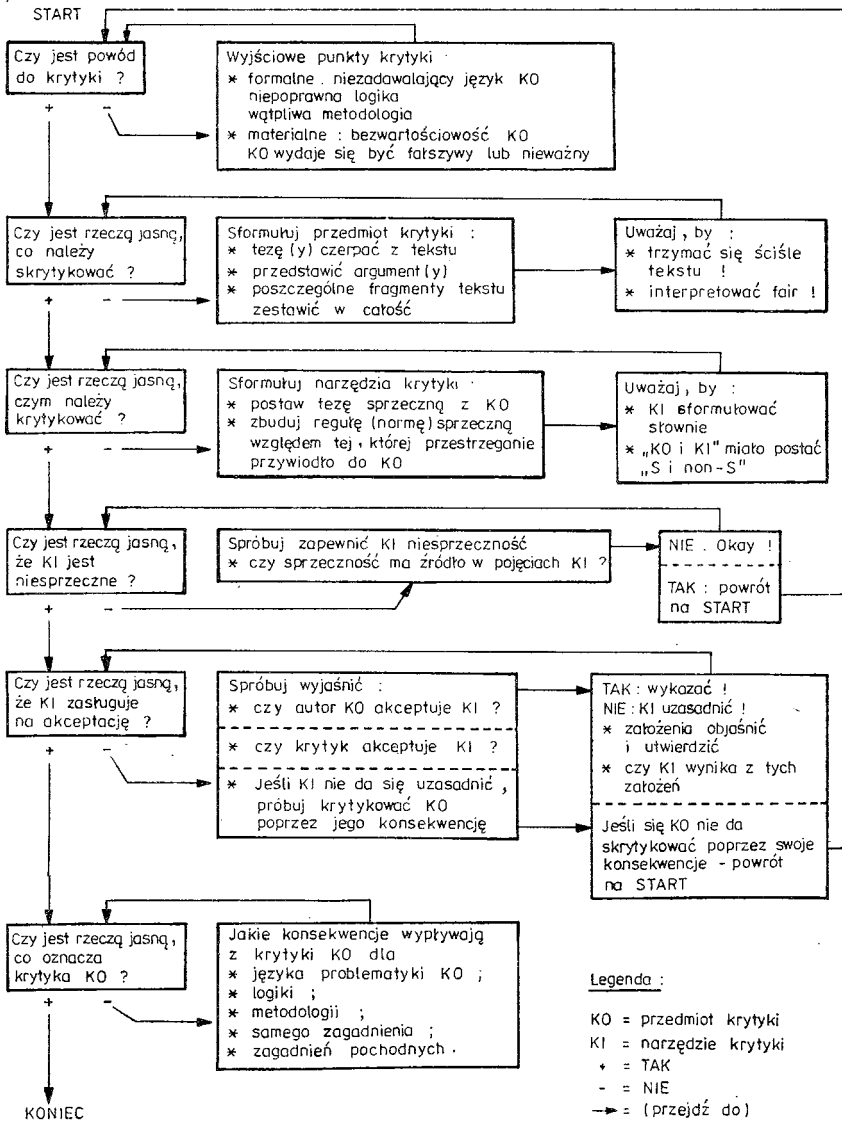 START
Czy jest powód
do krytyki ?
+ -
Wyjściowe punkty krytyki :
* formalne . niezadawalający język KO
niepoprawna logika
wątpliwa metodologia
* materialne : bezwartościowość KO
KO wydaje się być fałszywy lub nieważny
Czy jest rzeczą jasną,
co należy
skrytykować ?
+ -
Sformułuj przedmiot krytyki :
* tezę (y) czerpać z tekstu
* przedstawić argument (y)
* poszczególne fragmenty tekstu
zestawić w całość
Uważaj , by :
* trzymać się ściśle
tekstu !
* interpretować fair !
Czy jest rzeczą jasną,
czym należy
krytykować ?
+ -
Sformułuj narzędzia krytyki :
* postaw tezę sprzeczną z KO
* zbuduj regułę (normę) sprzeczną
względem tej , której przestrzeganie
przywiodło do KO
Uważaj , by :
* KI sformułować
słownie
* „KO i KI" miało postać
„S i non-S"
Czy jest rzeczą jasną ,
że KI jest
niesprzeczne ?
+ -
Spróbuj zapewnić KI niesprzeczność
* czy sprzeczność ma źródło w pojęciach KI ?
NIE . Okay !
TAK : powrót
na START
Czy jest rzeczą jasną,
że KI zasługuje
na akceptację ?
+ -
Spróbuj wyjaśnić :
* czy autor KO akceptuje KI ?
* czy krytyk akceptuje KI ?
* Jeśli KI nie da się uzasadnić ,
próbuj krytykować KO
poprzez jego konsekwencję
TAK : wykazać !
NIE : KI uzasadnić !
* założenia objaśnić
i utwierdzić
* czy KI wynika z tych
założeń
Jeśli się KO nie da
skrytykować poprzez swoje
konsekwencje - powrót
na START
Czy jest rzeczą jasną,
co oznacza
krytyka KO ?
+ -
Jakie konsekwencje wypływają
z krytyki KO dla
* języka problematyki KO ;
* logiki ;
* metodologii ;
* samego zagadnienia ;
* zagadnień pochodnych .
KONIEC
Legenda :
KO = przedmiot krytyki
KI = narzędzie krytyki
+ = TAK
- = NIE
→ = (przejdź do)